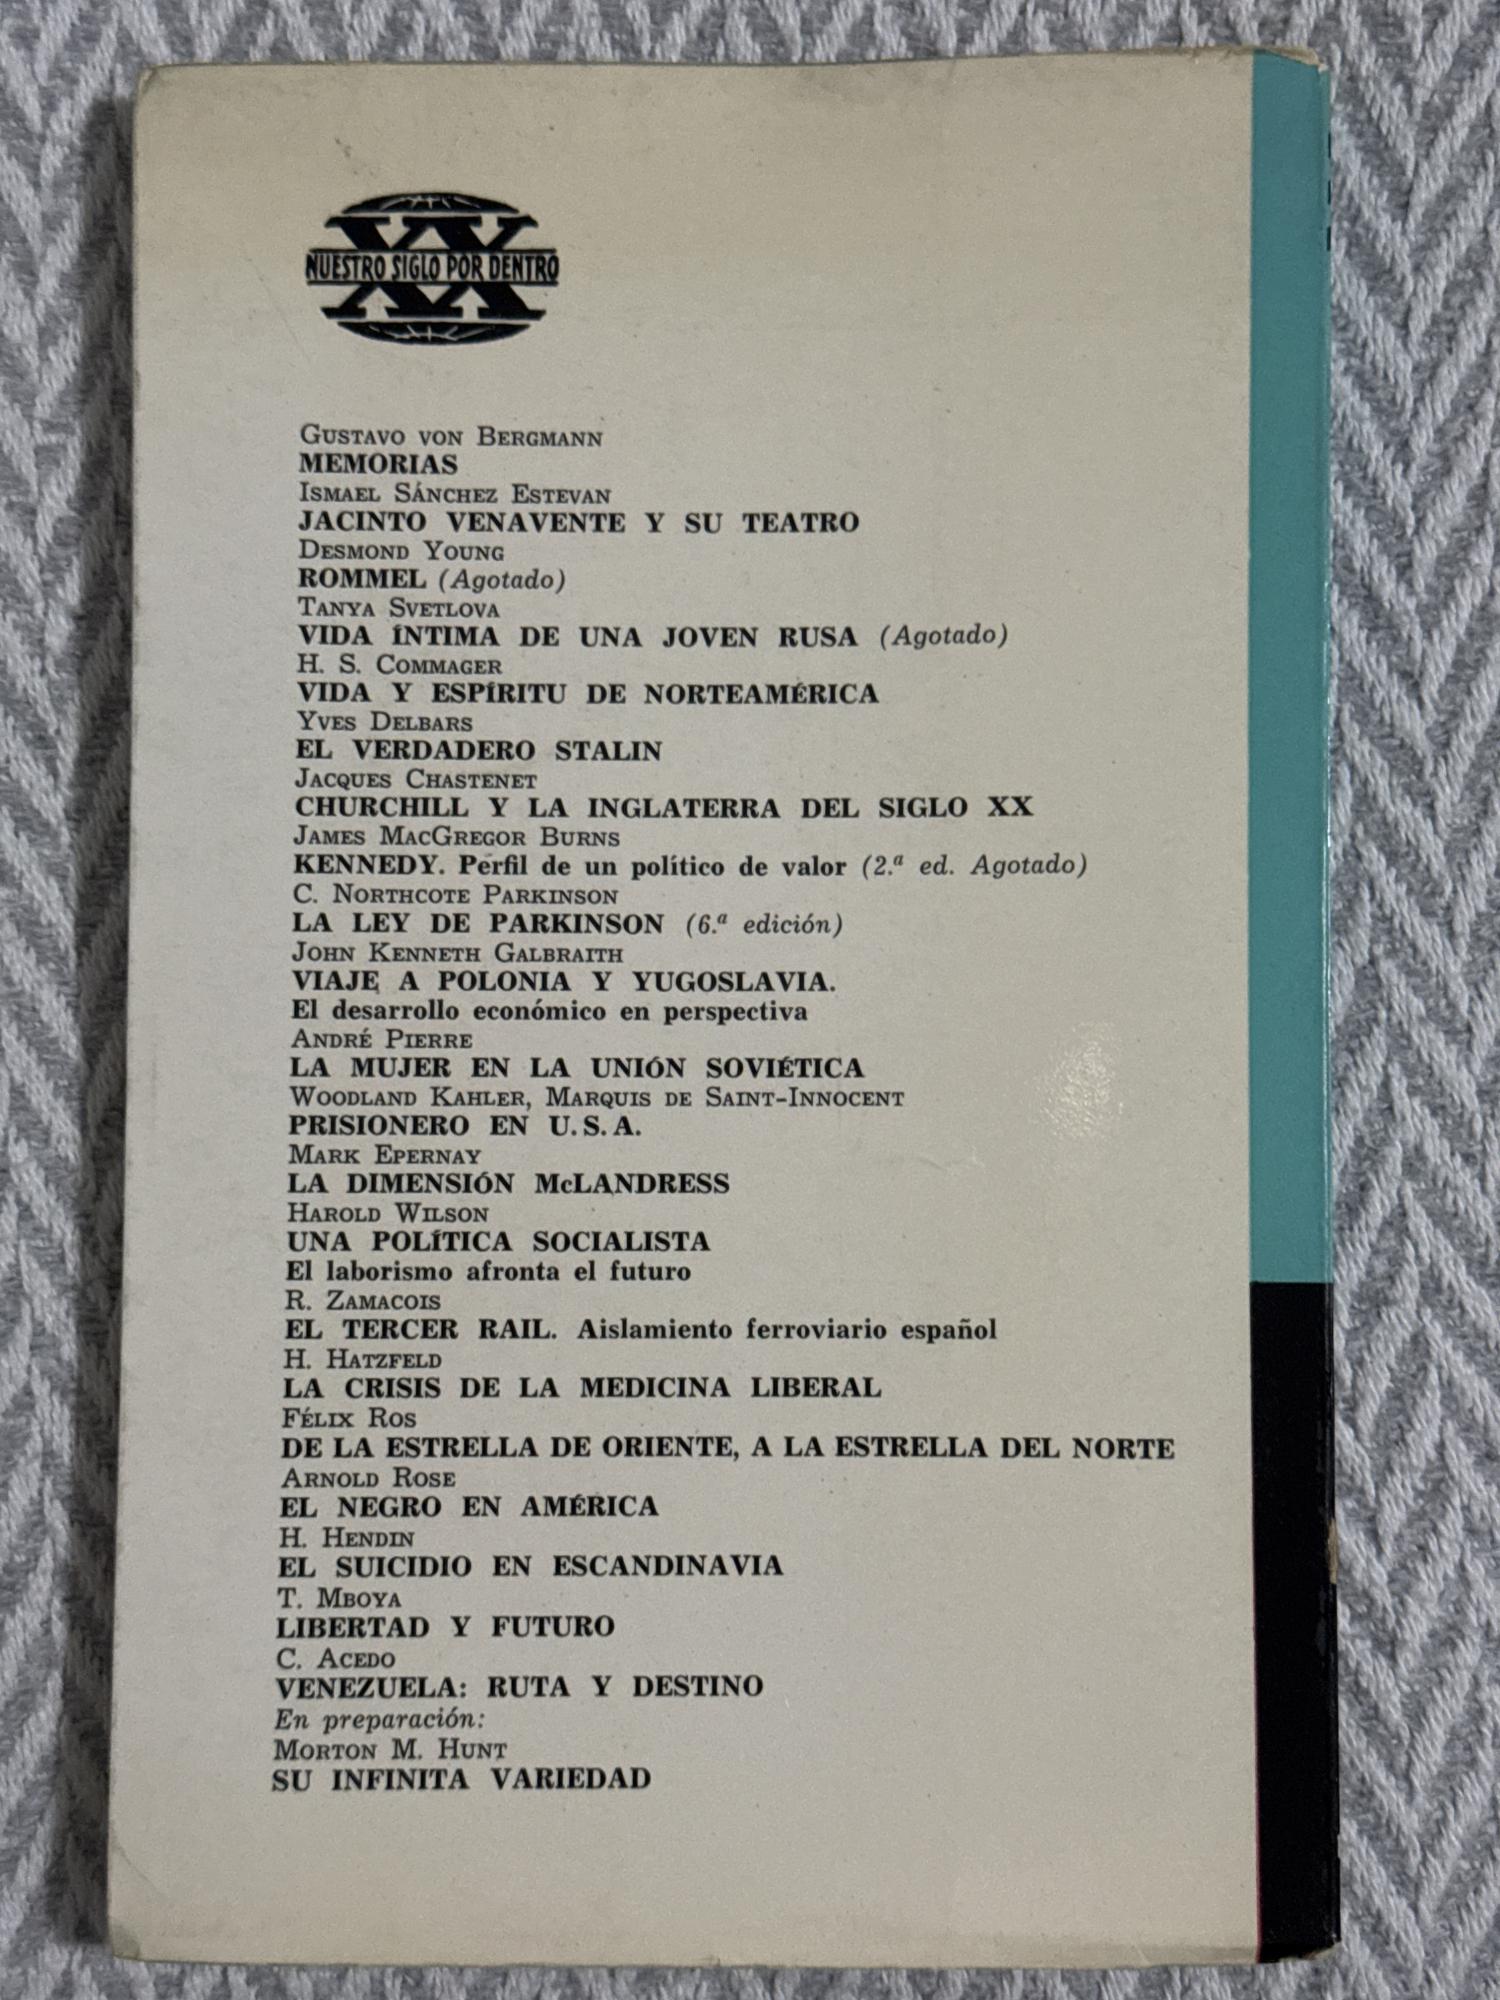 XX
NUESTRO SIGLO POR DENTRO
GUSTAVO VON BERGMANN
MEMORIAS
ISMAEL SÁNCHEZ ESTEVAN
JACINTO VENAVENTE Y SU TEATRO
DESMOND YOUNG
ROMMEL (Agotado)
TANYA SVETLOVA
VIDA ÍNTIMA DE UNA JOVEN RUSA (Agotado)
H. S. COMMAGER
VIDA Y ESPÍRITU DE NORTEAMÉRICA
YVES DELBARS
EL VERDADERO STALIN
JACQUES CHASTENET
CHURCHILL Y LA INGLATERRA DEL SIGLO XX
JAMES MACGREGOR BURNS
KENNEDY. Perfil de un político de valor (2.ª ed. Agotado)
C. NORTHCOTE PARKINSON
LA LEY DE PARKINSON (6.ª edición)
JOHN KENNETH GALBRAITH
VIAJE A POLONIA Y YUGOSLAVIA.
El desarrollo económico en perspectiva
ANDRÉ PIERRE
LA MUJER EN LA UNIÓN SOVIÉTICA
WOODLAND KAHLER, MARQUIS DE SAINT-INNOCENT
PRISIONERO EN U.S.A.
MARK EPERNAY
LA DIMENSIÓN McLANDRESS
HAROLD WILSON
UNA POLÍTICA SOCIALISTA
El laborismo afronta el futuro
R. ZAMACOIS
EL TERCER RAIL. Aislamiento ferroviario español
H. HATZFELD
LA CRISIS DE LA MEDICINA LIBERAL
FÉLIX ROS
DE LA ESTRELLA DE ORIENTE, A LA ESTRELLA DEL NORTE
ARNOLD ROSE
EL NEGRO EN AMÉRICA
H. HENDIN
EL SUICIDIO EN ESCANDINAVIA
T. MBOYA
LIBERTAD Y FUTURO
C. ACEDO
VENEZUELA: RUTA Y DESTINO
En preparación:
MORTON M. HUNT
SU INFINITA VARIEDAD